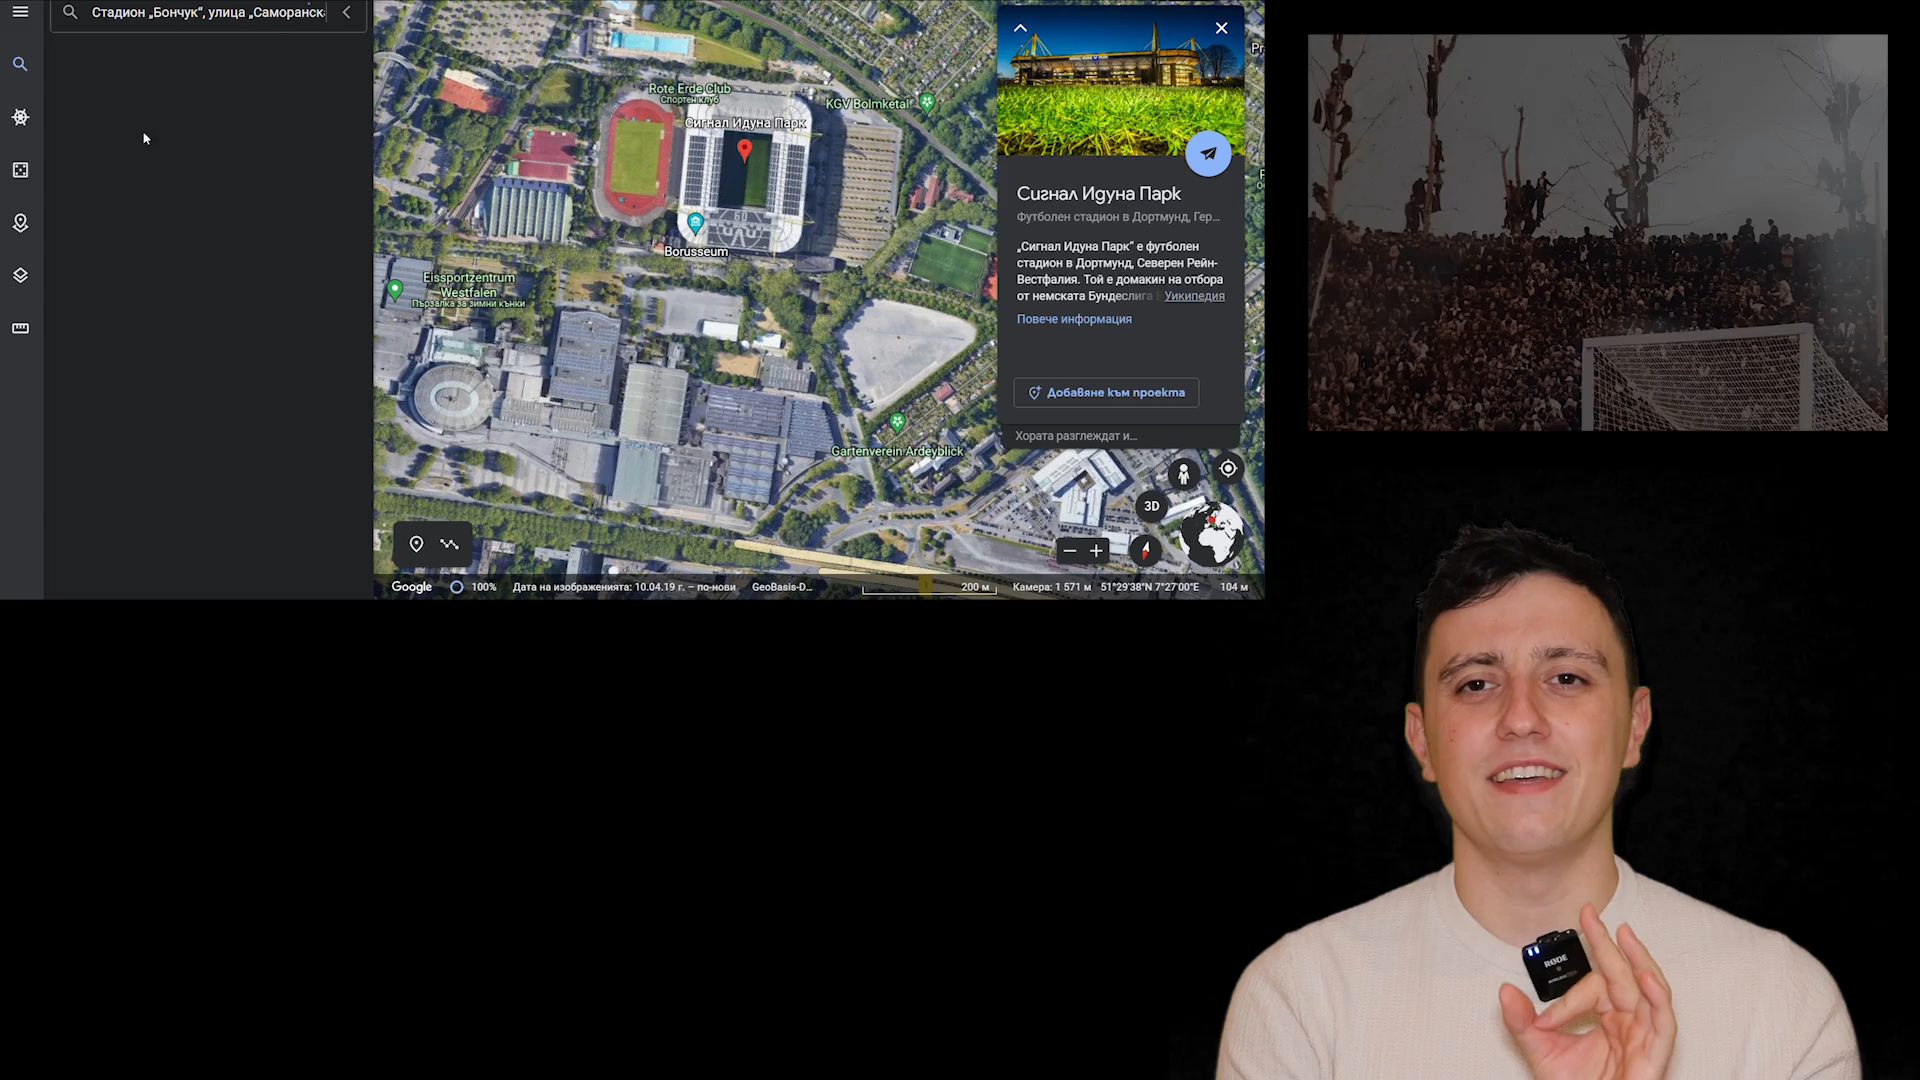 Стадион „Бончук“, улица „Саморанск
Rote Erde Club
Спортен клуб
KGV Bolmketal
Сигнал Идуна Парк
Borusseum
Eissportzentrum
Westfalen
Пързалка за зимни кънки
Gartenverein Ardeyblick
Сигнал Идуна Парк
Футболен стадион в Дортмунд, Гер...
„Сигнал Идуна Парк“ е футболен
стадион в Дортмунд, Северен Рейн-
Вестфалия. Той е домакин на отбора
от немската Бундеслига Уикипедия
Повече информация
Добавяне към проекта
Хората разглеждат и...
3D
Google 100% Дата на изображенията: 10.04.19 г. – по-нови GeoBasis-D... 200 м Камера: 1 571 м 51°29'38"N 7°27'00"E 104 м
RØDE